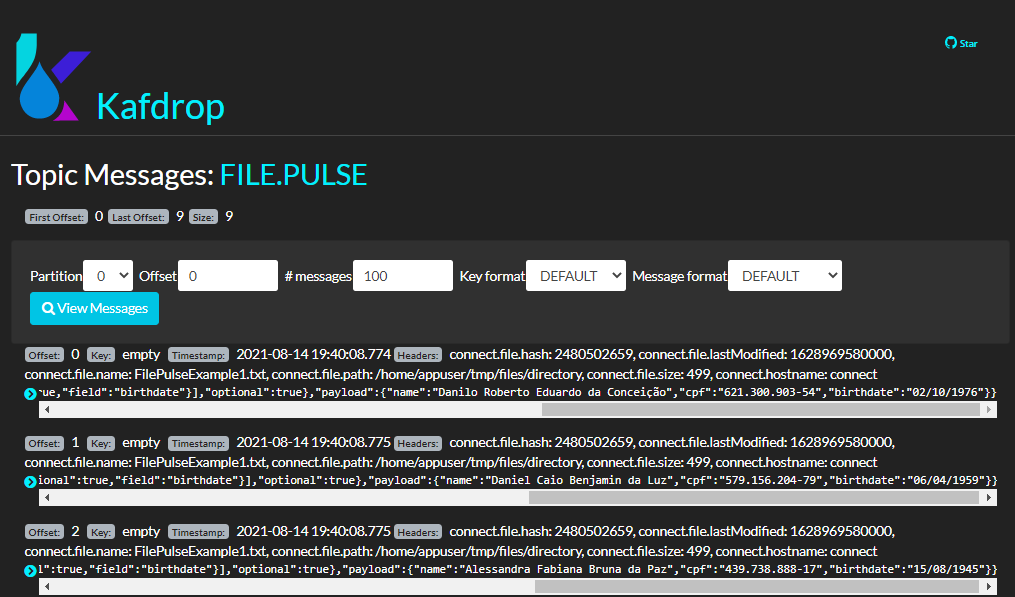 Star
Kafdrop
Topic Messages: FILE.PULSE
First Offset: 0 Last Offset: 9 Size: 9
Partition 0 Offset 0 # messages 100 Key format DEFAULT Message format DEFAULT
View Messages
Offset: 0 Key: empty Timestamp: 2021-08-14 19:40:08.774 Headers: connect.file.hash: 2480502659, connect.file.lastModified: 1628969580000,
connect.file.name: FilePulseExample1.txt, connect.file.path: /home/appuser/tmp/files/directory, connect.file.size: 499, connect.hostname: connect
rue,"field":"birthdate"}],"optional":true},"payload":{"name":"Danilo Roberto Eduardo da Conceição","cpf":"621.300.903-54","birthdate":"02/10/1976"}}
Offset: 1 Key: empty Timestamp: 2021-08-14 19:40:08.775 Headers: connect.file.hash: 2480502659, connect.file.lastModified: 1628969580000,
connect.file.name: FilePulseExample1.txt, connect.file.path: /home/appuser/tmp/files/directory, connect.file.size: 499, connect.hostname: connect
ional":true,"field":"birthdate"}],"optional":true},"payload":{"name":"Daniel Caio Benjamin da Luz","cpf":"579.156.204-79","birthdate":"06/04/1959"}}
Offset: 2 Key: empty Timestamp: 2021-08-14 19:40:08.775 Headers: connect.file.hash: 2480502659, connect.file.lastModified: 1628969580000,
connect.file.name: FilePulseExample1.txt, connect.file.path: /home/appuser/tmp/files/directory, connect.file.size: 499, connect.hostname: connect
l":true,"field":"birthdate"}],"optional":true},"payload":{"name":"Alessandra Fabiana Bruna da Paz","cpf":"439.738.888-17","birthdate":"15/08/1945"}}